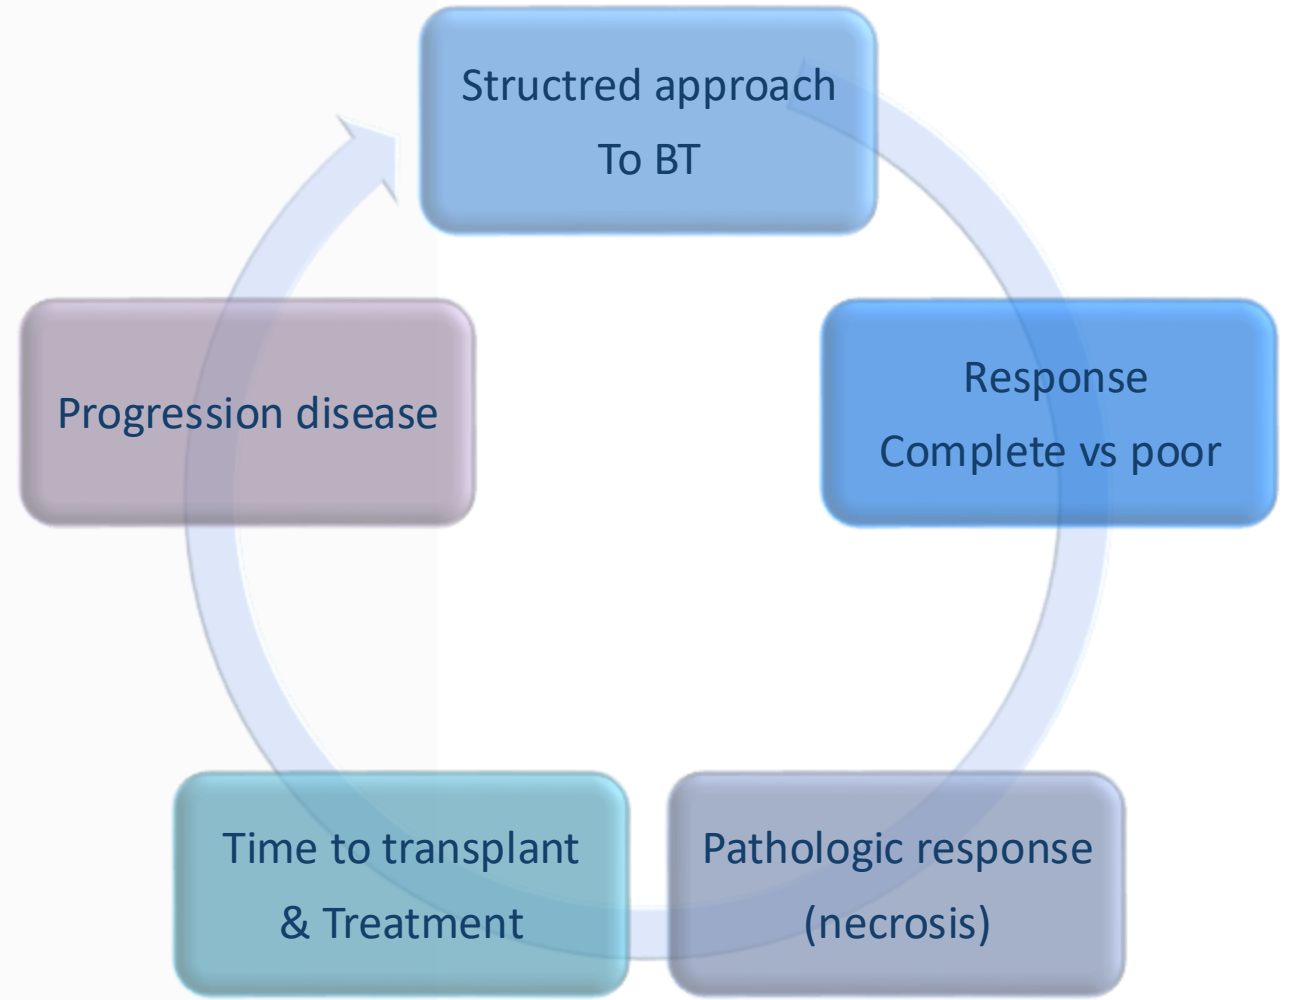 Structred approach
To BT
Response
Complete vs poor
Pathologic response
(necrosis)
Time to transplant
& Treatment
Progression disease